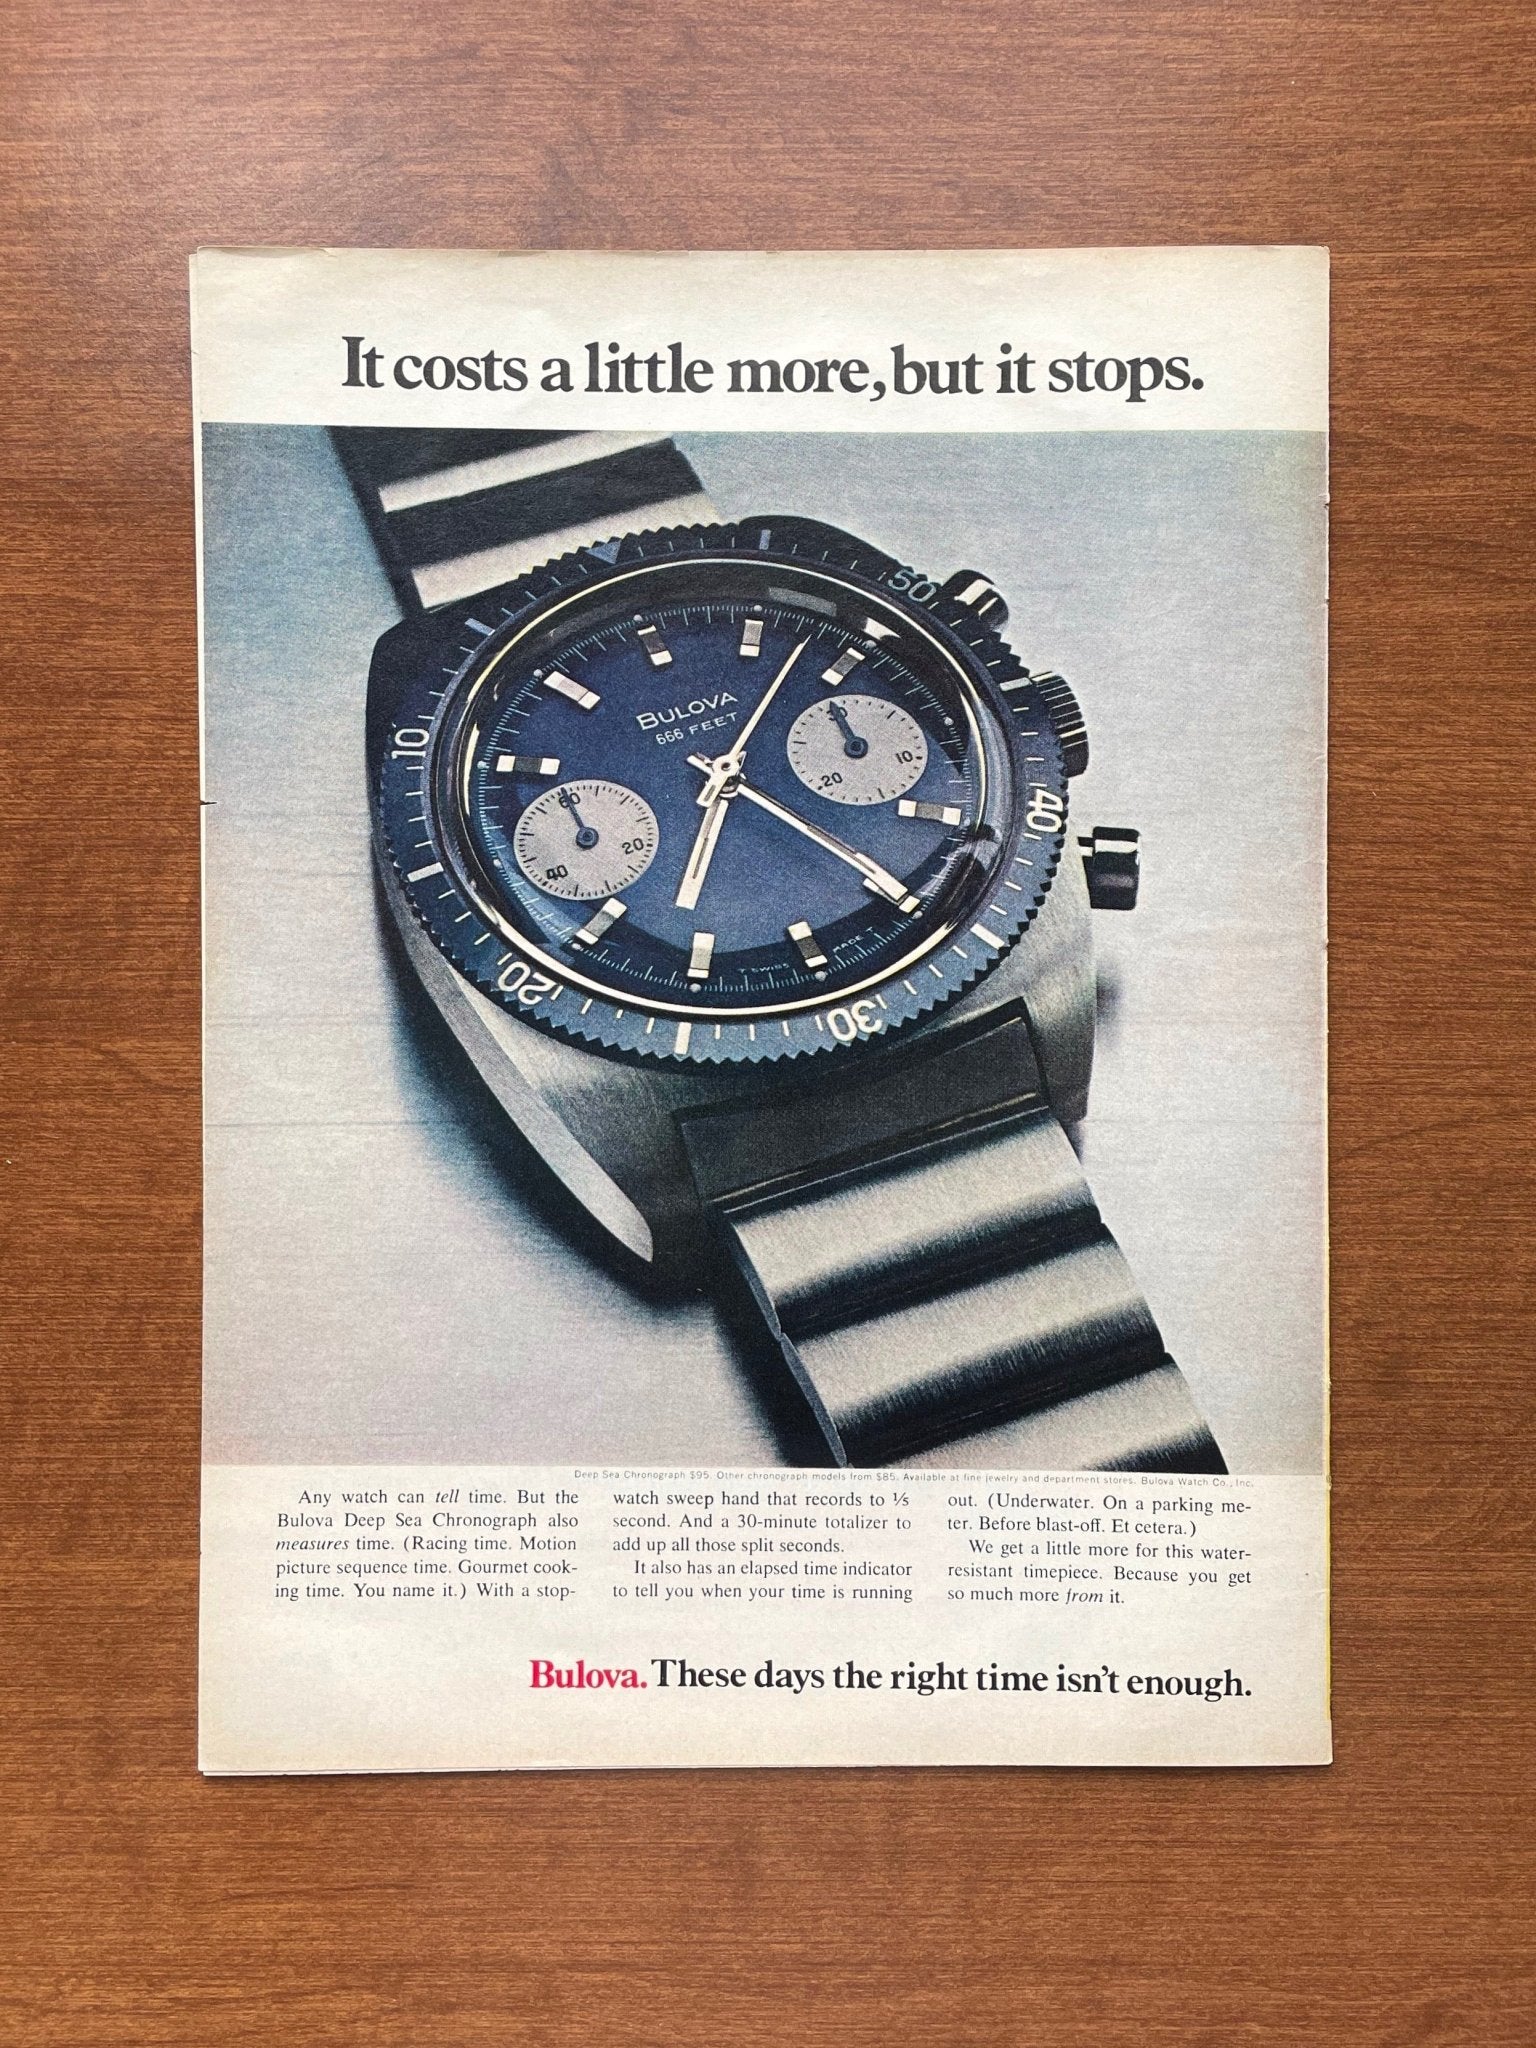 It costs a little more, but it stops.
50
10
BULOVA
666 FEET
30
10
20
60
20
40
40
T SWISS
MADE T
20
30
Deep Sea Chronograph $95. Other chronograph models from $85. Available at fine jewelry and department stores. Bulova Watch Co., Inc.
Any watch can tell time. But the
Bulova Deep Sea Chronograph also
measures time. (Racing time. Motion
picture sequence time. Gourmet cook-
ing time. You name it.) With a stop-
watch sweep hand that records to ⅕
second. And a 30-minute totalizer to
add up all those split seconds.
It also has an elapsed time indicator
to tell you when your time is running
out. (Underwater. On a parking me-
ter. Before blast-off. Et cetera.)
We get a little more for this water-
resistant timepiece. Because you get
so much more from it.
Bulova. These days the right time isn't enough.